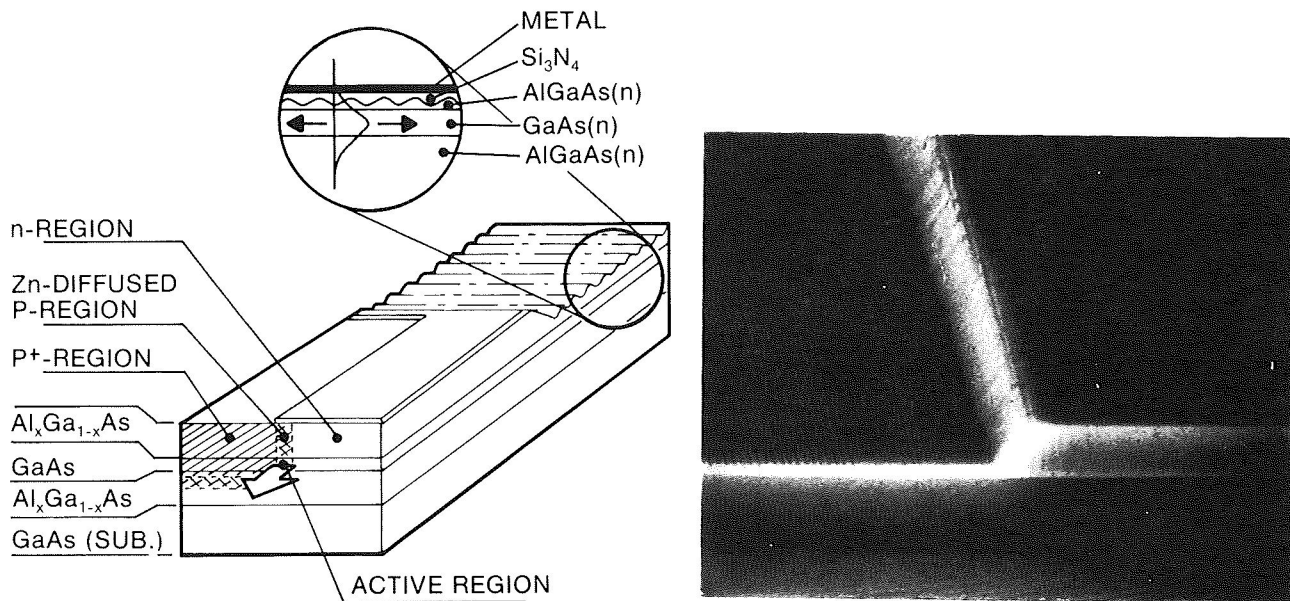 METAL
Si₃N₄
AlGaAs(n)
GaAs(n)
AlGaAs(n)
n-REGION
Zn-DIFFUSED
P-REGION
P⁺-REGION
AlₓGa₁₋ₓAs
GaAs
AlₓGa₁₋ₓAs
GaAs (SUB.)
ACTIVE REGION